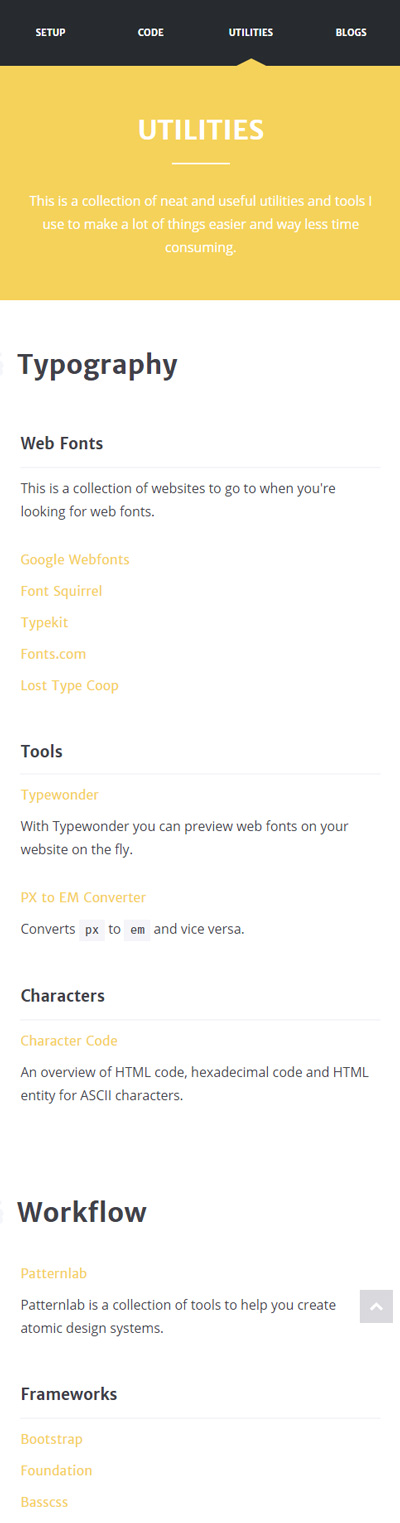 SETUP CODE UTILITIES BLOGS
UTILITIES
This is a collection of neat and useful utilities and tools I
use to make a lot of things easier and way less time
consuming.
Typography
Web Fonts
This is a collection of websites to go to when you're
looking for web fonts.
Google Webfonts
Font Squirrel
Typekit
Fonts.com
Lost Type Coop
Tools
Typewonder
With Typewonder you can preview web fonts on your
website on the fly.
PX to EM Converter
Converts px to em and vice versa.
Characters
Character Code
An overview of HTML code, hexadecimal code and HTML
entity for ASCII characters.
Workflow
Patternlab
Patternlab is a collection of tools to help you create
atomic design systems.
Frameworks
Bootstrap
Foundation
Basscss